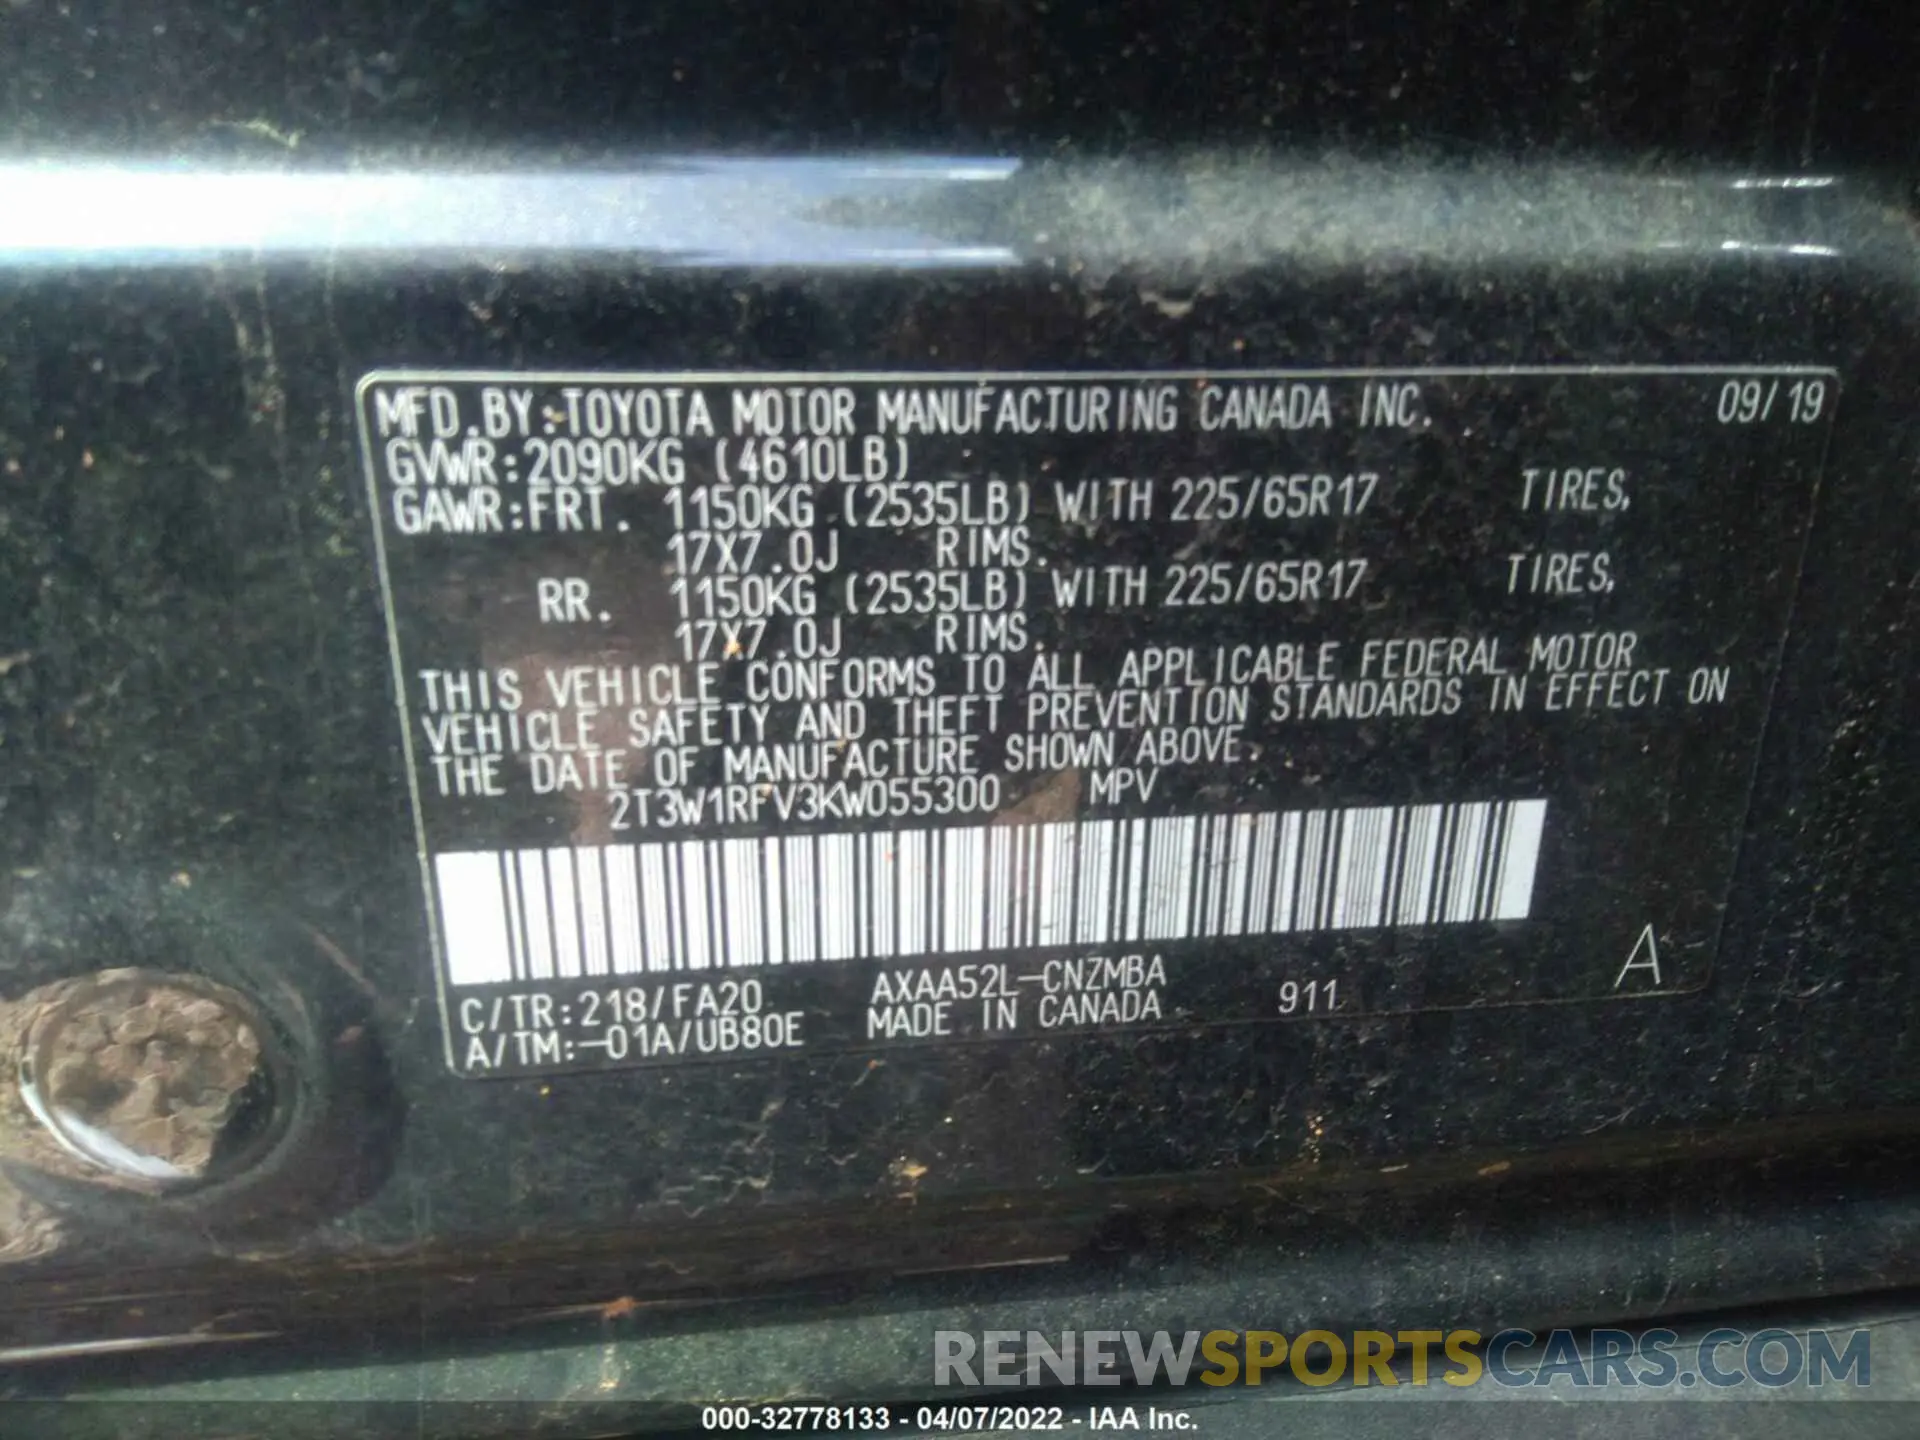 MFD.BY:TOYOTA MOTOR MANUFACTURING CANADA INC. 09/19
GVWR:2090KG (4610LB)
GAWR:FRT. 1150KG (2535LB) WITH 225/65R17 TIRES,
17X7.0J RIMS.
RR. 1150KG (2535LB) WITH 225/65R17 TIRES,
17X7.0J RIMS.
THIS VEHICLE CONFORMS TO ALL APPLICABLE FEDERAL MOTOR
VEHICLE SAFETY AND THEFT PREVENTION STANDARDS IN EFFECT ON
THE DATE OF MANUFACTURE SHOWN ABOVE.
2T3W1RFV3KW055300 MPV
C/TR:218/FA20 AXAA52L-CNZMBA 911 A
A/TM:-01A/UB80E MADE IN CANADA
RENEWSPORTSCARS.COM
000-32778133 - 04/07/2022 - IAA Inc.